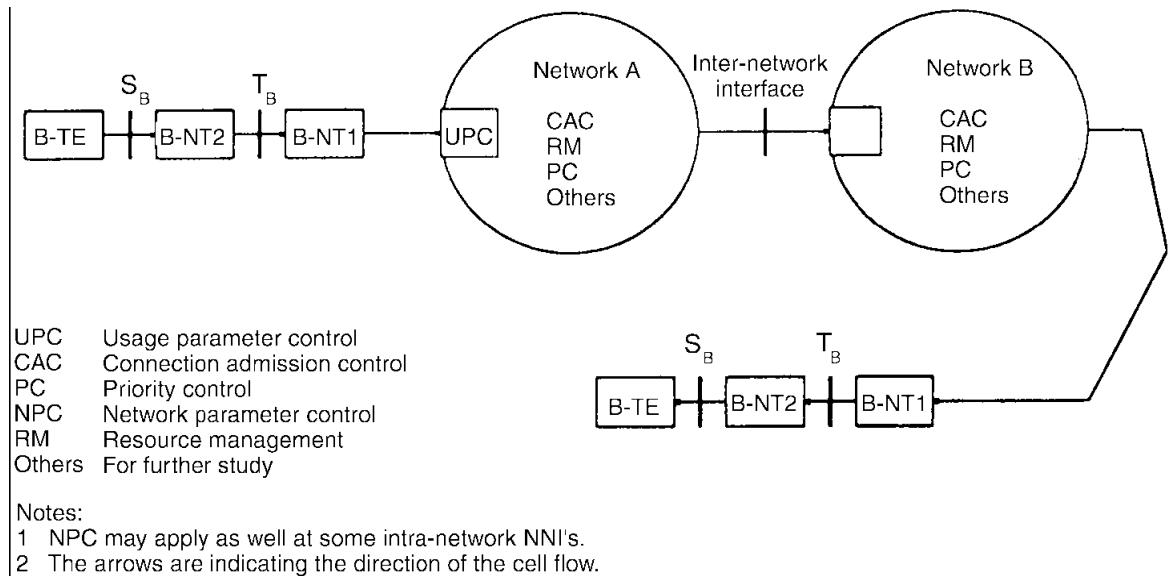 Network A
Inter-network
interface
Network B
S_B
T_B
B-TE
B-NT2
B-NT1
UPC
CAC
RM
PC
Others
CAC
RM
PC
Others
UPC Usage parameter control
CAC Connection admission control
PC Priority control
NPC Network parameter control
RM Resource management
Others For further study
S_B
T_B
B-TE
B-NT2
B-NT1
Notes:
1 NPC may apply as well at some intra-network NNI's.
2 The arrows are indicating the direction of the cell flow.